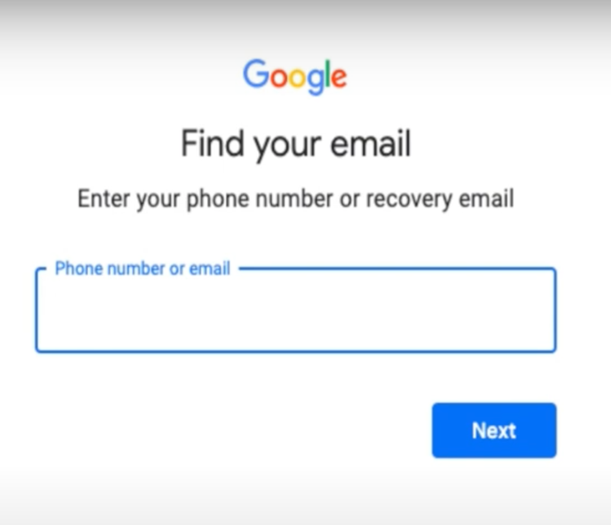 Google
Find your email
Enter your phone number or recovery email
Phone number or email
Next